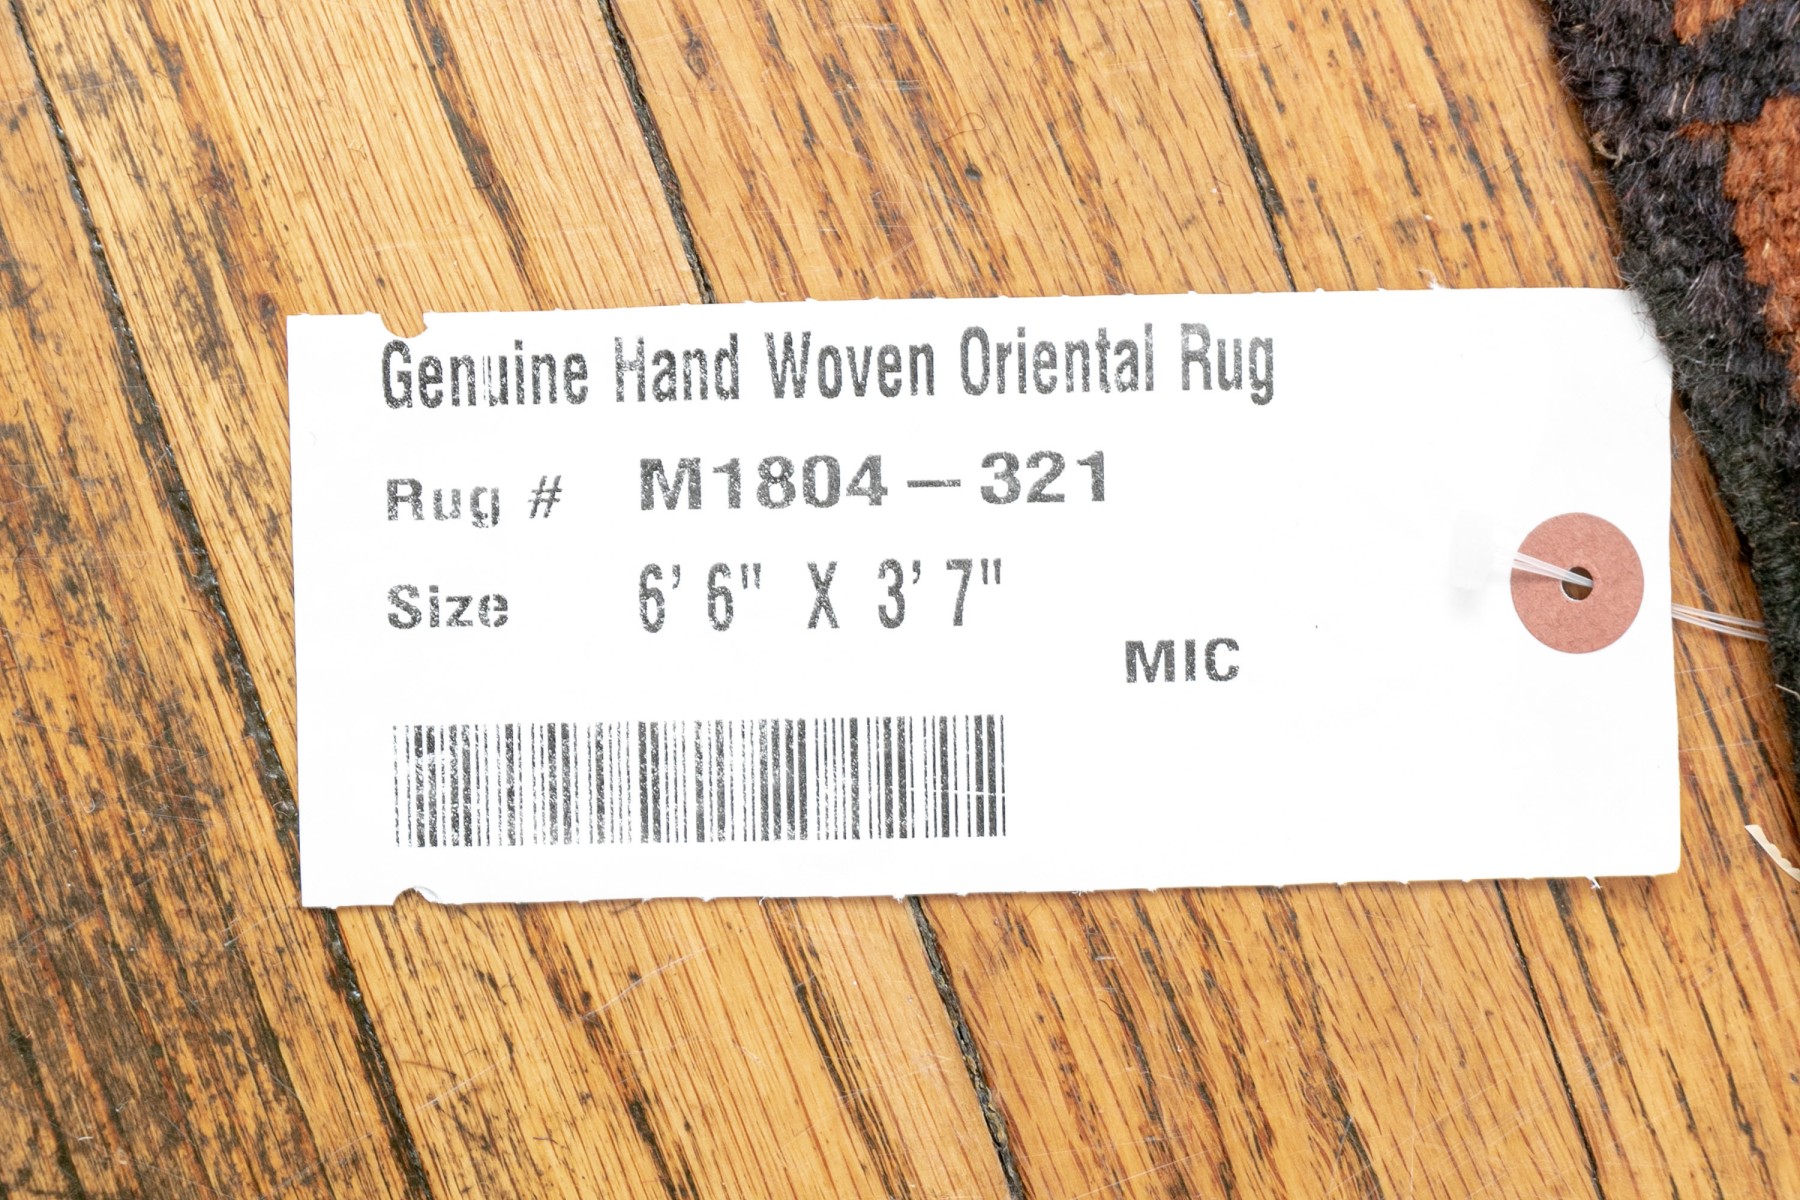 Genuine Hand Woven Oriental Rug
Rug # M1804-321
Size 6' 6" X 3' 7"
MIC